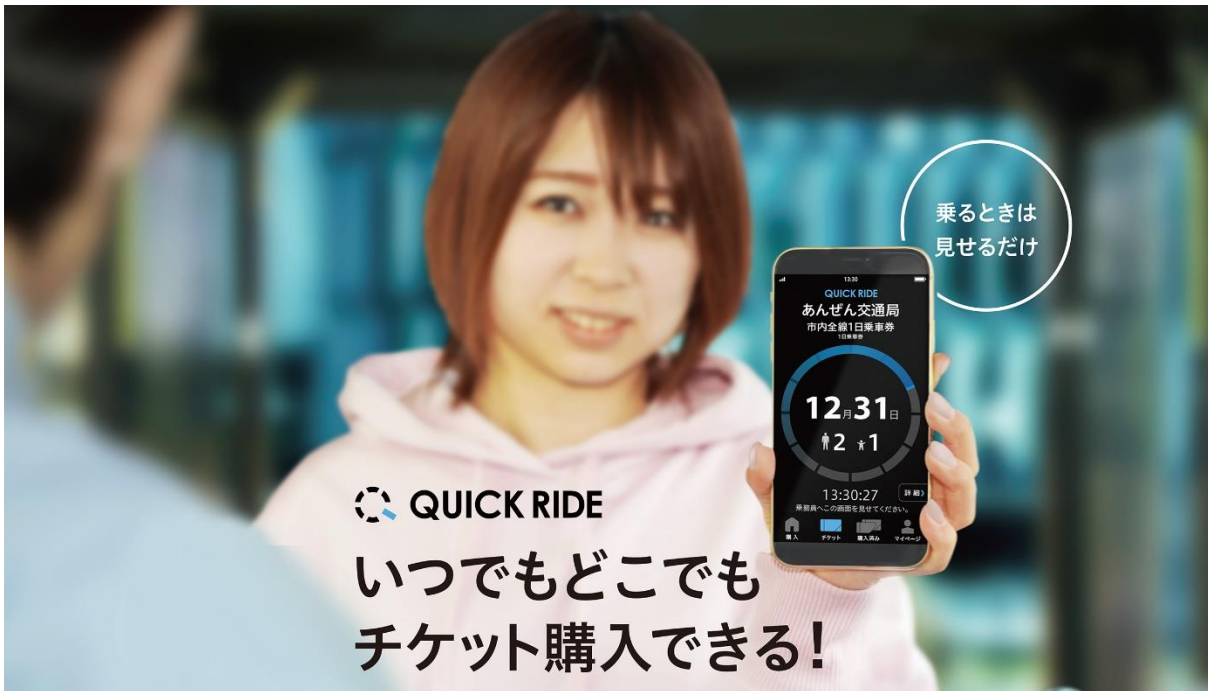 乗るときは
見せるだけ
13:30
QUICK RIDE
あんぜん交通局
市内全線1日乗車券
1日乗車券
12月31日
2 1
13:30:27
詳細
乗務員へこの画面を見せてください。
購入 チケット 購入済み マイページ
QUICK RIDE
いつでもどこでも
チケット購入できる!